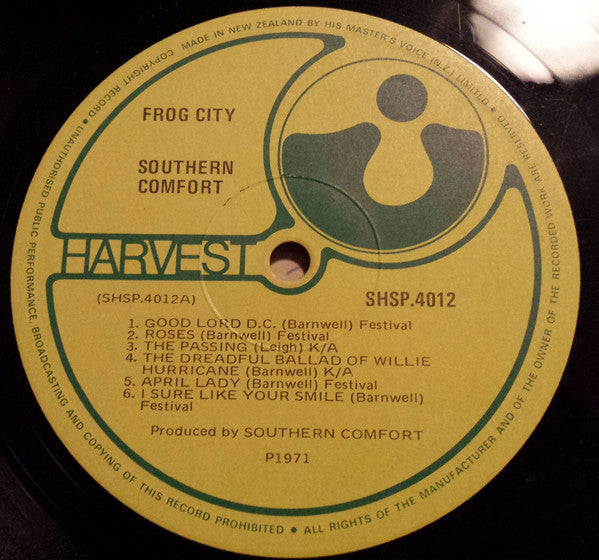 COPYRIGHT RECORD • MADE IN NEW ZEALAND BY HIS MASTER'S VOICE (N.Z.) LIMITED • ALL RIGHTS OF THE MANUFACTURER AND OF THE OWNER OF THE RECORDED WORK ARE RESERVED • UNAUTHORISED PUBLIC PERFORMANCE, BROADCASTING AND COPYING OF THIS RECORD PROHIBITED •
FROG CITY
SOUTHERN
COMFORT
HARVEST
(SHSP.4012A)
SHSP.4012
1. GOOD LORD D.C. (Barnwell) Festival
2. ROSES (Barnwell) Festival
3. THE PASSING (Leigh) K/A
4. THE DREADFUL BALLAD OF WILLIE
HURRICANE (Barnwell) K/A
5. APRIL LADY (Barnwell) Festival
6. I SURE LIKE YOUR SMILE (Barnwell)
Festival
Produced by SOUTHERN COMFORT
P1971